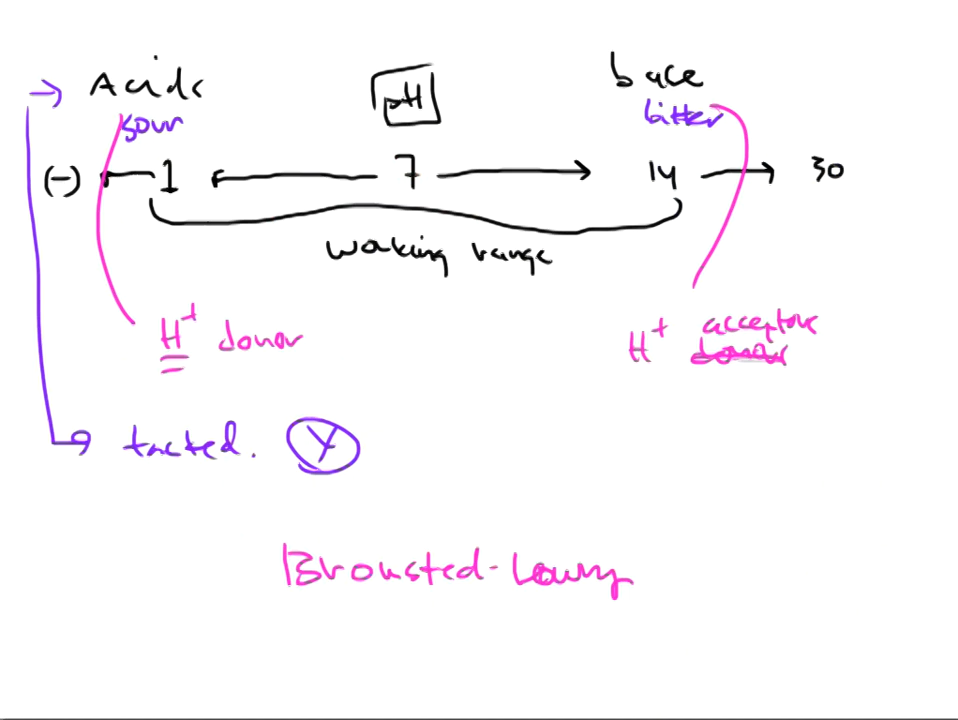 → Acids pH base
sour bitter
(-) ← 1 ← 7 → 14 → 30
working range
H⁺ donor H⁺ acceptor donor
tasted. Y
Bronsted-Lowry